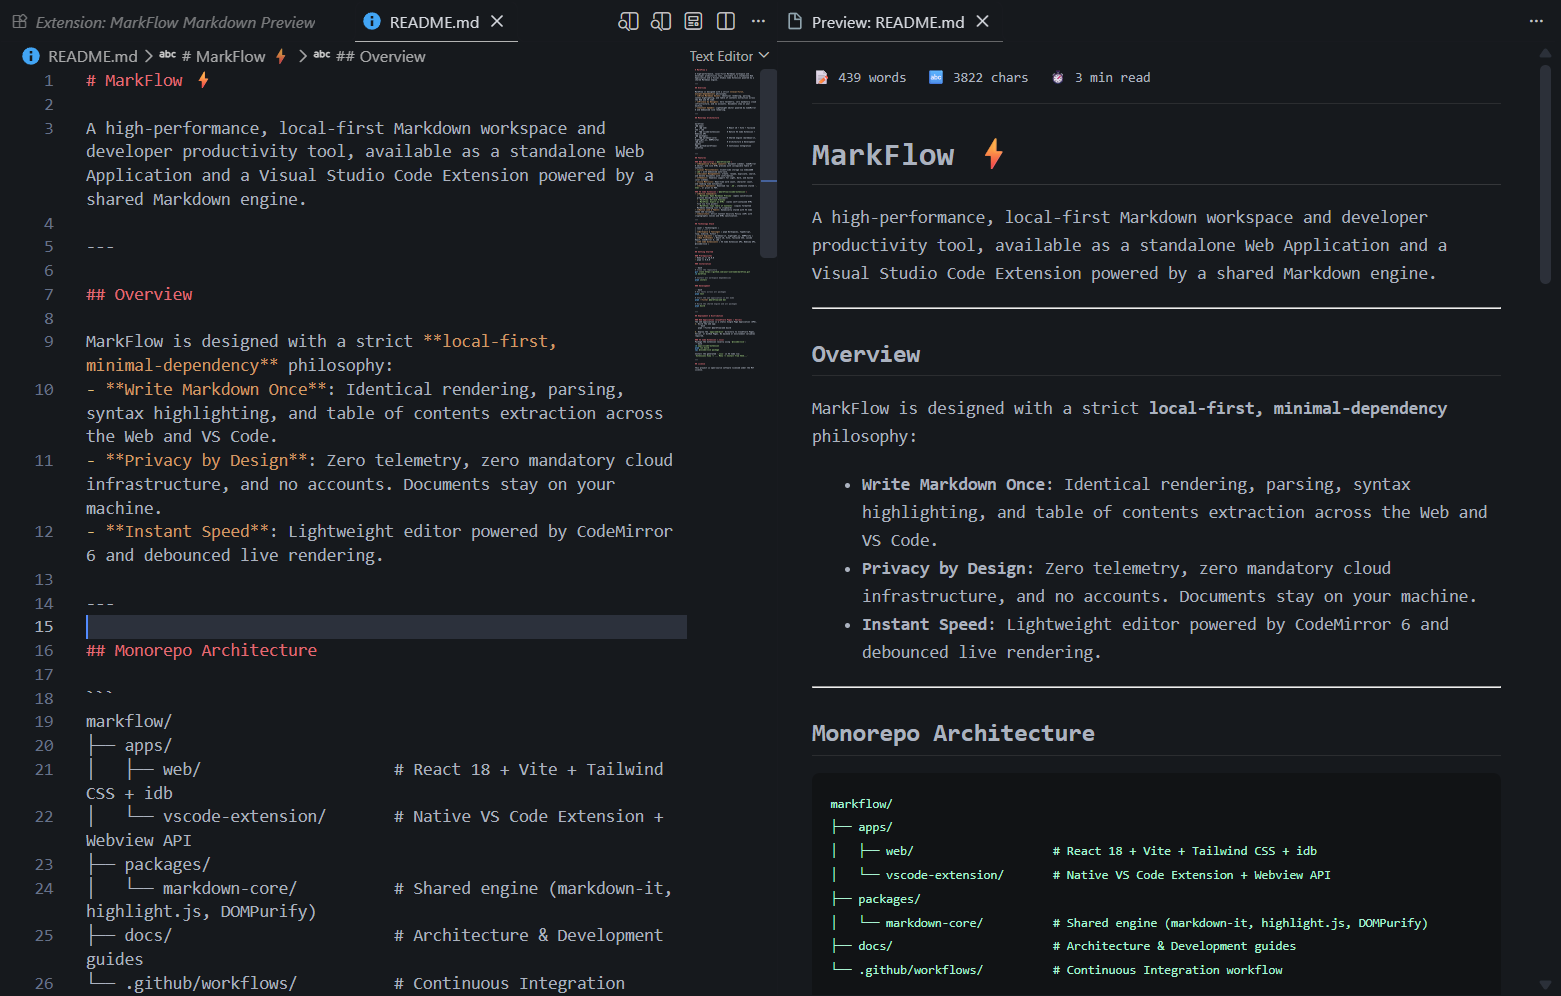 Extension: MarkFlow Markdown Preview
README.md
README.md > abc # MarkFlow ⚡ > abc ## Overview
Text Editor
1 # MarkFlow ⚡
2
3 A high-performance, local-first Markdown workspace and
developer productivity tool, available as a standalone Web
Application and a Visual Studio Code Extension powered by a
shared Markdown engine.
4
5 ---
6
7 ## Overview
8
9 MarkFlow is designed with a strict **local-first,
minimal-dependency** philosophy:
10 - **Write Markdown Once**: Identical rendering, parsing,
syntax highlighting, and table of contents extraction across
the Web and VS Code.
11 - **Privacy by Design**: Zero telemetry, zero mandatory cloud
infrastructure, and no accounts. Documents stay on your
machine.
12 - **Instant Speed**: Lightweight editor powered by CodeMirror
6 and debounced live rendering.
13
14 ---
15
16 ## Monorepo Architecture
17
18 ```
19 markflow/
20 ├── apps/
21 │   ├── web/                    # React 18 + Vite + Tailwind
CSS + idb
22 │   └── vscode-extension/       # Native VS Code Extension +
Webview API
23 ├── packages/
24 │   └── markdown-core/          # Shared engine (markdown-it,
highlight.js, DOMPurify)
25 ├── docs/                       # Architecture & Development
guides
26 └── .github/workflows/          # Continuous Integration
Preview: README.md
439 words 3822 chars 3 min read
MarkFlow ⚡
A high-performance, local-first Markdown workspace and developer
productivity tool, available as a standalone Web Application and a
Visual Studio Code Extension powered by a shared Markdown engine.
Overview
MarkFlow is designed with a strict local-first, minimal-dependency
philosophy:
• Write Markdown Once: Identical rendering, parsing, syntax
highlighting, and table of contents extraction across the Web and
VS Code.
• Privacy by Design: Zero telemetry, zero mandatory cloud
infrastructure, and no accounts. Documents stay on your machine.
• Instant Speed: Lightweight editor powered by CodeMirror 6 and
debounced live rendering.
Monorepo Architecture
markflow/
├── apps/
│   ├── web/                    # React 18 + Vite + Tailwind CSS + idb
│   └── vscode-extension/       # Native VS Code Extension + Webview API
├── packages/
│   └── markdown-core/          # Shared engine (markdown-it, highlight.js, DOMPurify)
├── docs/                       # Architecture & Development guides
└── .github/workflows/          # Continuous Integration workflow